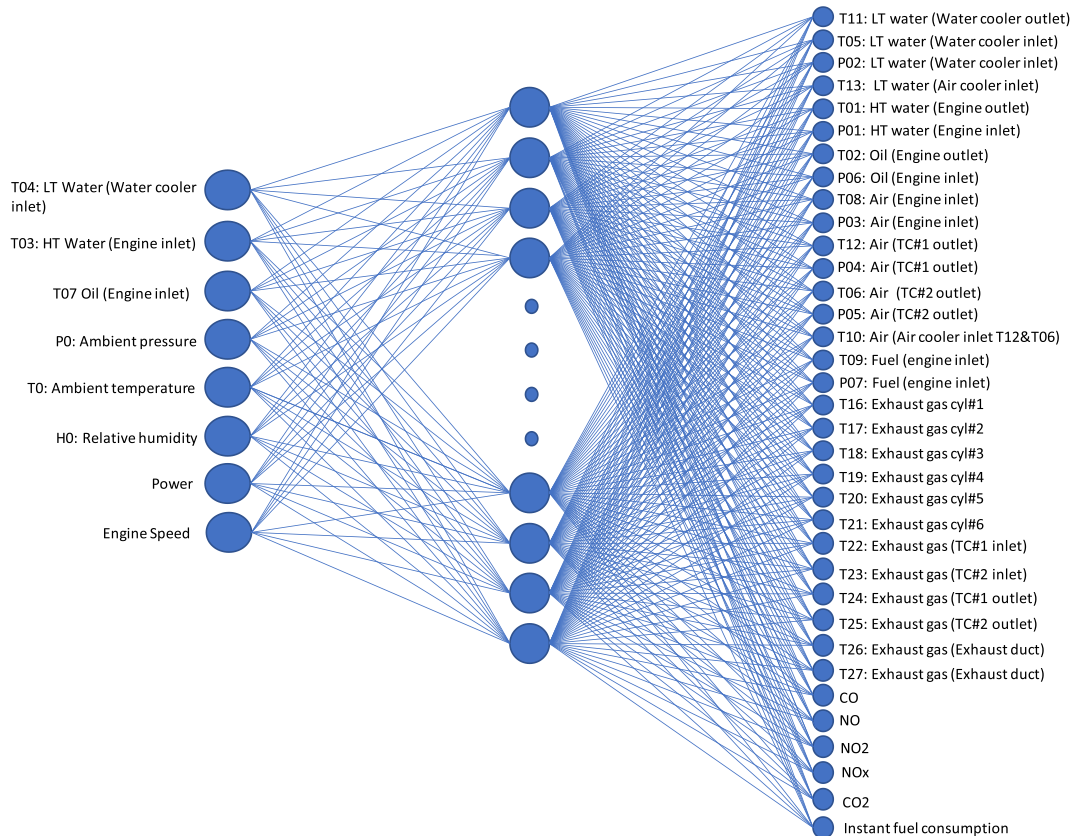 T04: LT Water (Water cooler
inlet)
T03: HT Water (Engine inlet)
T07 Oil (Engine inlet)
P0: Ambient pressure
T0: Ambient temperature
H0: Relative humidity
Power
Engine Speed
T11: LT water (Water cooler outlet)
T05: LT water (Water cooler inlet)
P02: LT water (Water cooler inlet)
T13: LT water (Air cooler inlet)
T01: HT water (Engine outlet)
P01: HT water (Engine inlet)
T02: Oil (Engine outlet)
P06: Oil (Engine inlet)
T08: Air (Engine inlet)
P03: Air (Engine inlet)
T12: Air (TC#1 outlet)
P04: Air (TC#1 outlet)
T06: Air (TC#2 outlet)
P05: Air (TC#2 outlet)
T10: Air (Air cooler inlet T12&T06)
T09: Fuel (engine inlet)
P07: Fuel (engine inlet)
T16: Exhaust gas cyl#1
T17: Exhaust gas cyl#2
T18: Exhaust gas cyl#3
T19: Exhaust gas cyl#4
T20: Exhaust gas cyl#5
T21: Exhaust gas cyl#6
T22: Exhaust gas (TC#1 inlet)
T23: Exhaust gas (TC#2 inlet)
T24: Exhaust gas (TC#1 outlet)
T25: Exhaust gas (TC#2 outlet)
T26: Exhaust gas (Exhaust duct)
T27: Exhaust gas (Exhaust duct)
CO
NO
NO2
NOx
CO2
Instant fuel consumption